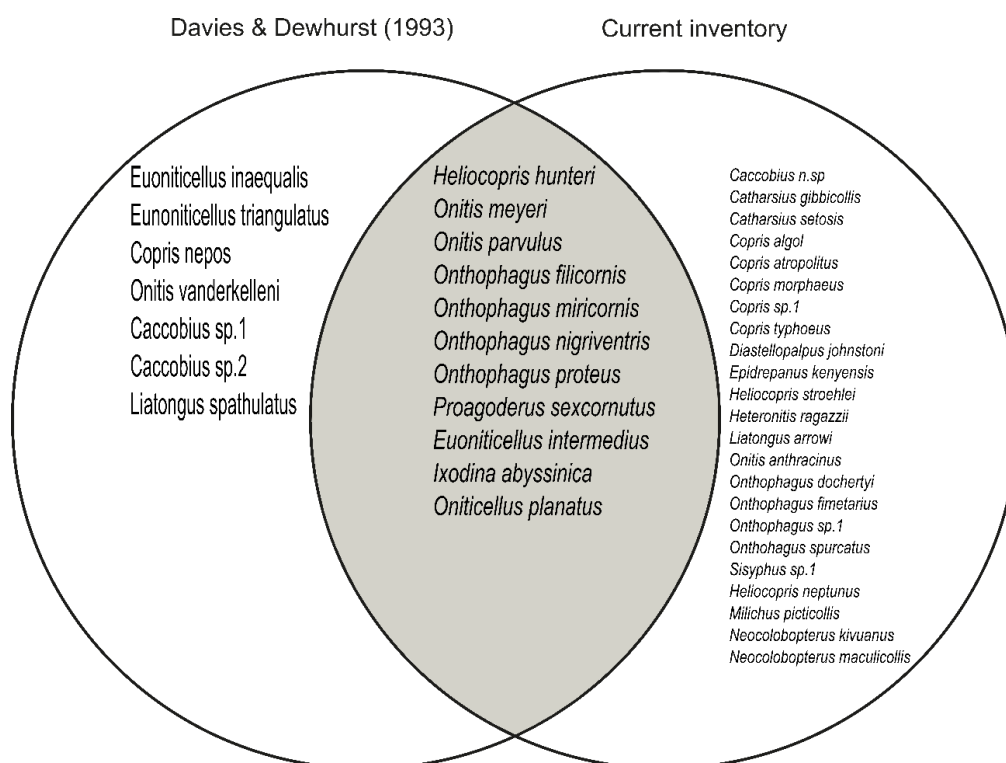 Davies & Dewhurst (1993)
Current inventory
Euoniticellus inaequalis
Eunoniticellus triangulatus
Copris nepos
Onitis vanderkelleni
Caccobius sp.1
Caccobius sp.2
Liatongus spathulatus
Heliocopris hunteri
Onitis meyeri
Onitis parvulus
Onthophagus filicornis
Onthophagus miricornis
Onthophagus nigriventris
Onthophagus proteus
Proagoderus sexcornutus
Euoniticellus intermedius
Ixodina abyssinica
Oniticellus planatus
Caccobius n.sp
Catharsius gibbicollis
Catharsius setosis
Copris algol
Copris atropolitus
Copris morphaeus
Copris sp.1
Copris typhoeus
Diastellopalpus johnstoni
Epidrepanus kenyensis
Heliocopris stroehlei
Heteronitis ragazzii
Liatongus arrowi
Onitis anthracinus
Onthophagus dochertyi
Onthophagus fimetarius
Onthophagus sp.1
Onthohagus spurcatus
Sisyphus sp.1
Heliocopris neptunus
Milichus picticollis
Neocolobopterus kivuanus
Neocolobopterus maculicollis